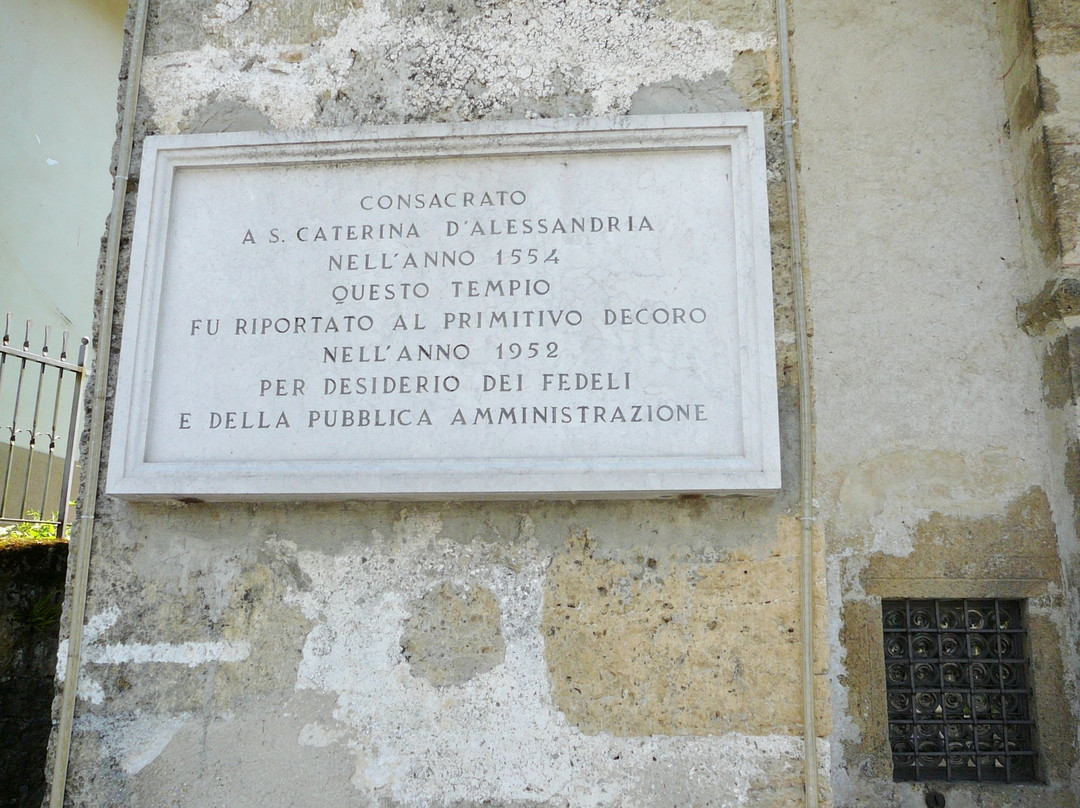 CONSACRATO
A S. CATERINA D'ALESSANDRIA
NELL'ANNO 1554
QUESTO TEMPIO
FU RIPORTATO AL PRIMITIVO DECORO
NELL'ANNO 1952
PER DESIDERIO DEI FEDELI
E DELLA PUBBLICA AMMINISTRAZIONE